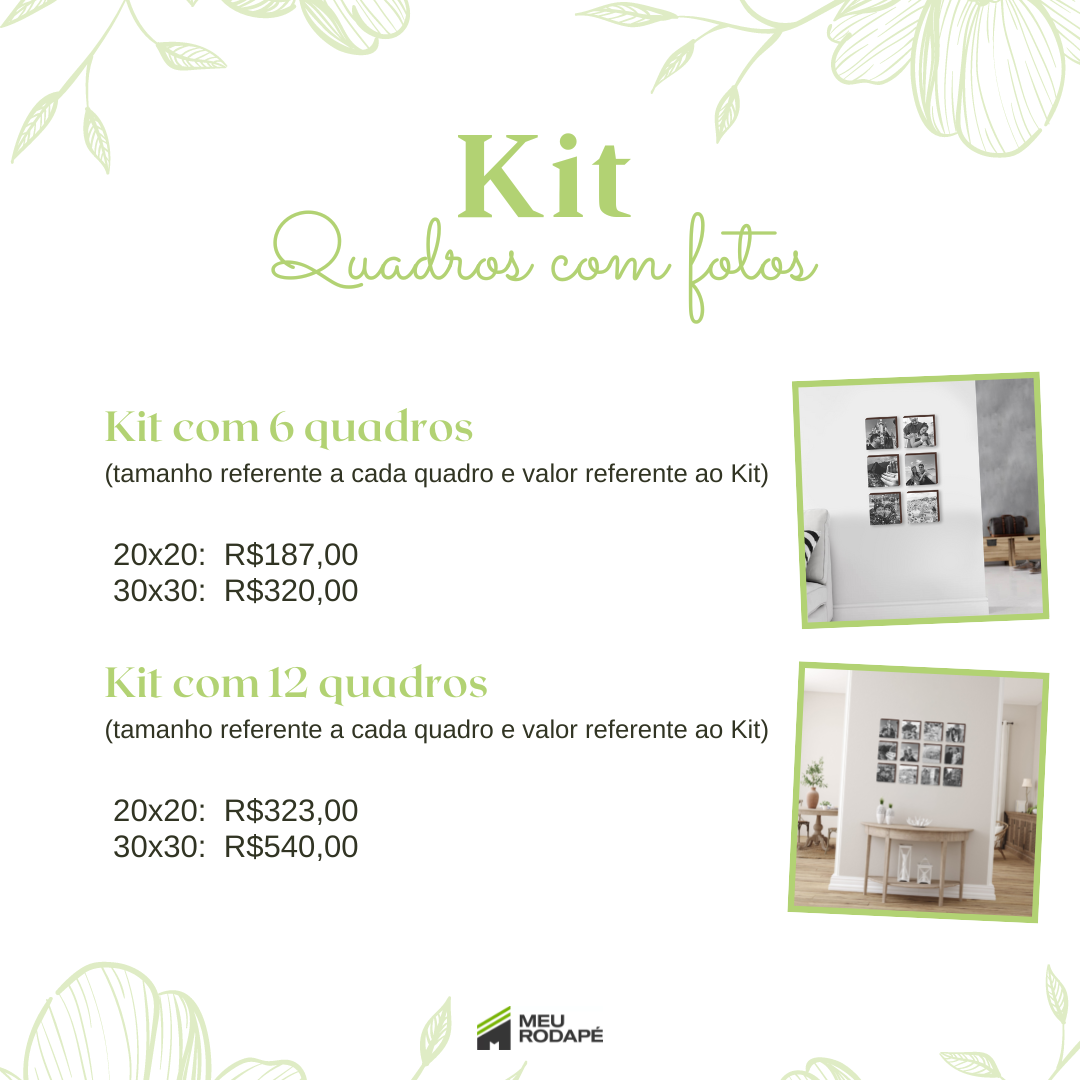 Kit
Quadros com fotos
Kit com 6 quadros
(tamanho referente a cada quadro e valor referente ao Kit)
20x20: R$187,00
30x30: R$320,00
Kit com 12 quadros
(tamanho referente a cada quadro e valor referente ao Kit)
20x20: R$323,00
30x30: R$540,00
MEU
RODAPÉ